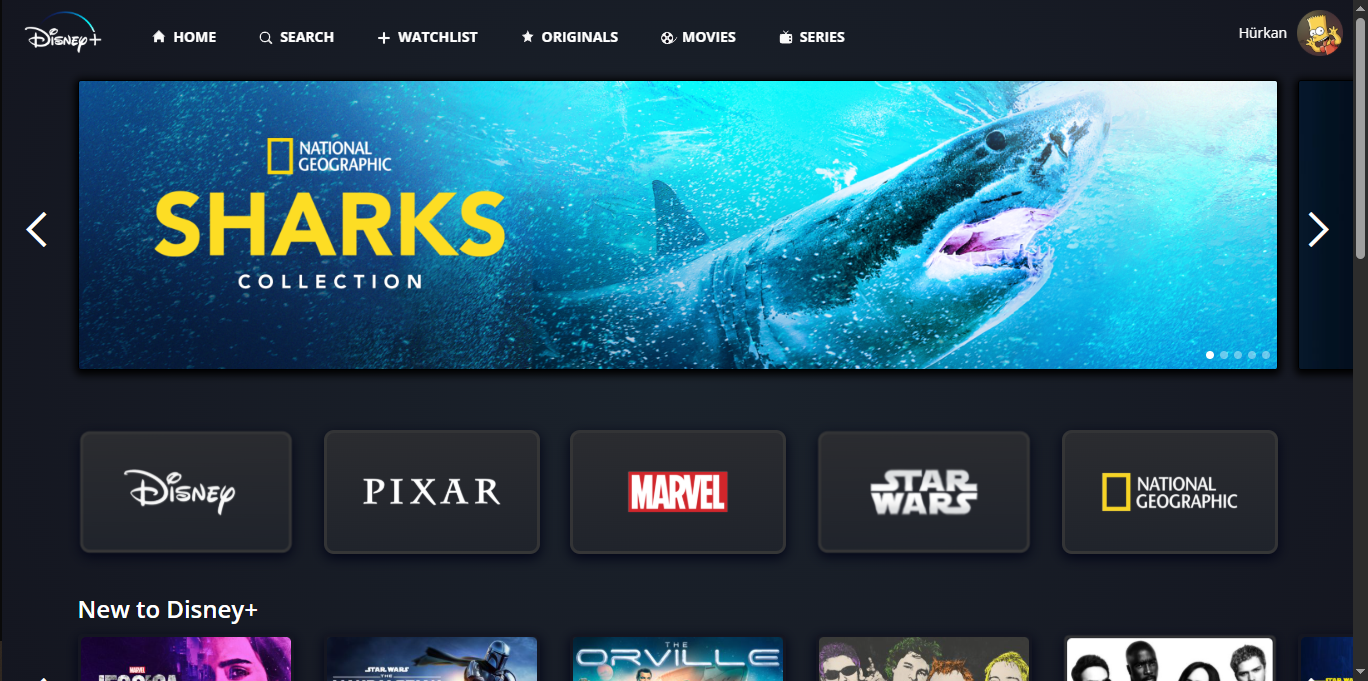 Disney+
HOME
SEARCH
WATCHLIST
ORIGINALS
MOVIES
SERIES
Hürkan
NATIONAL
GEOGRAPHIC
SHARKS
COLLECTION
Disney
PIXAR
MARVEL
STAR
WARS
NATIONAL
GEOGRAPHIC
New to Disney+
MARVEL
STAR WARS
THE
THE
ORVILLE